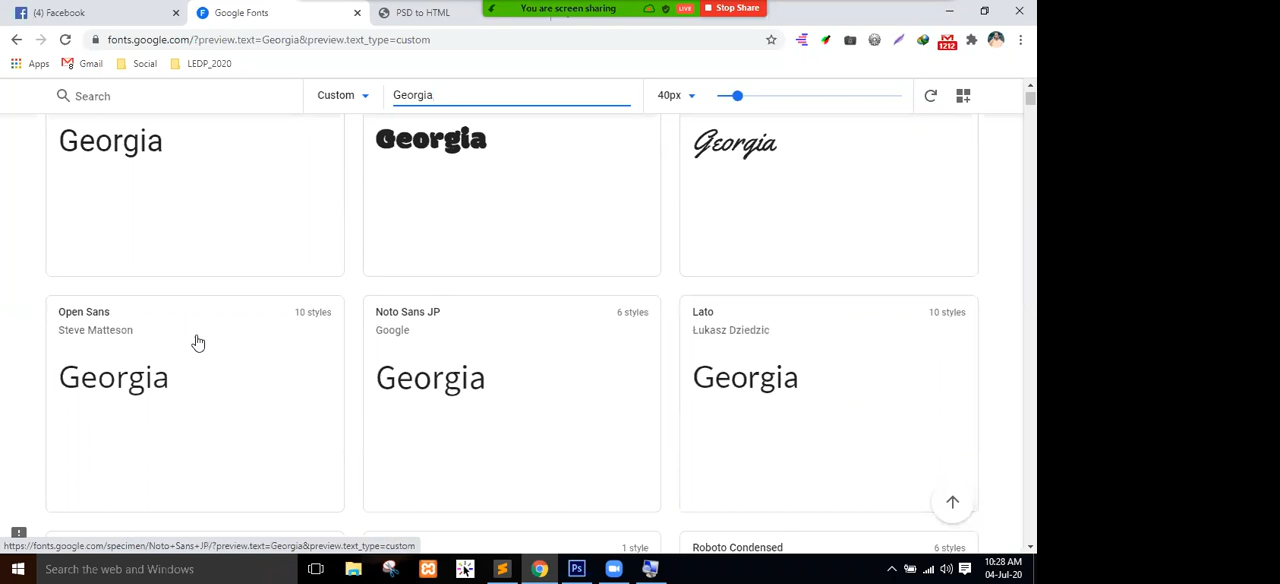 (4) Facebook
Google Fonts
PSD to HTML
You are screen sharing
LIVE
Stop Share
fonts.google.com/?preview.text=Georgia&preview.text_type=custom
1212
Apps
Gmail
Social
LEDP_2020
Search
Custom
Georgia
40px
Georgia
Georgia
Georgia
Open Sans
10 styles
Steve Matteson
Georgia
Noto Sans JP
6 styles
Google
Georgia
Lato
10 styles
Łukasz Dziedzic
Georgia
1 style
Roboto Condensed
6 styles
https://fonts.google.com/specimen/Noto+Sans+JP/?preview.text=Georgia&preview.text_type=custom
Search the web and Windows
10:28 AM
04-Jul-20